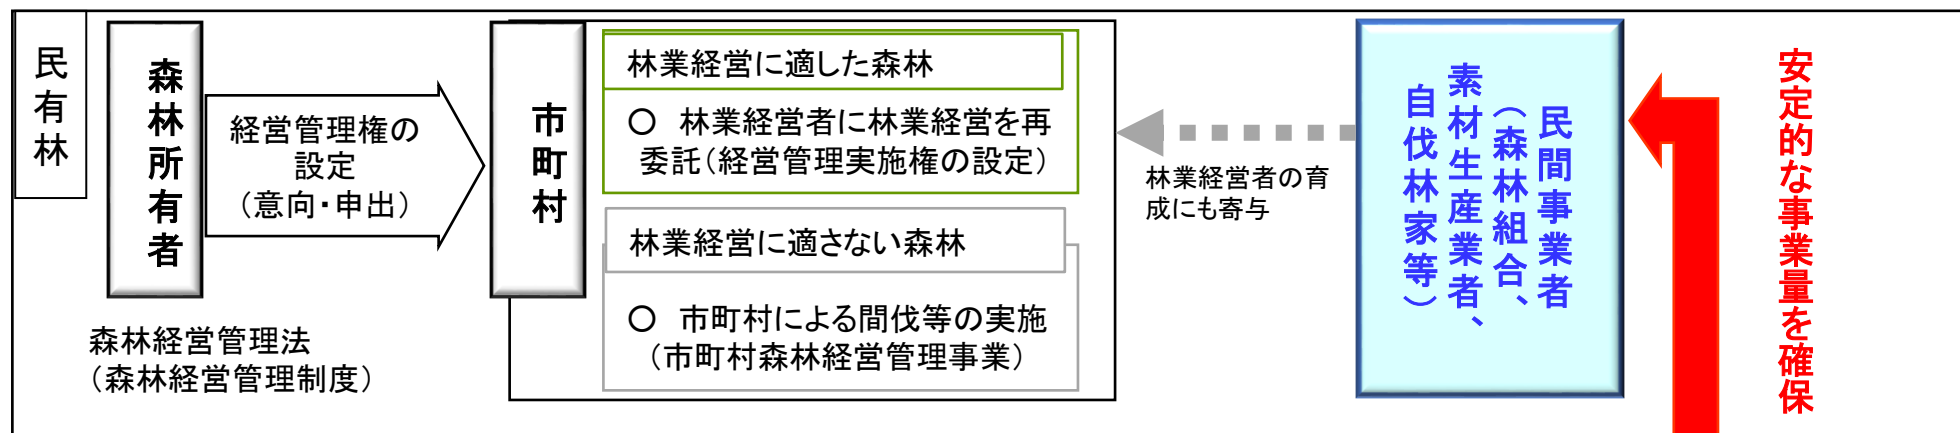 民有林
森林所有者
経営管理権の
設定
（意向・申出）
市町村
林業経営に適した森林
○　林業経営者に林業経営を再
委託（経営管理実施権の設定）
林業経営に適さない森林
○　市町村による間伐等の実施
（市町村森林経営管理事業）
森林経営管理法
（森林経営管理制度）
林業経営者の育
成にも寄与
民間事業者
（森林組合、
素材生産業者、
自伐林家等）
安定的な事業量を確保